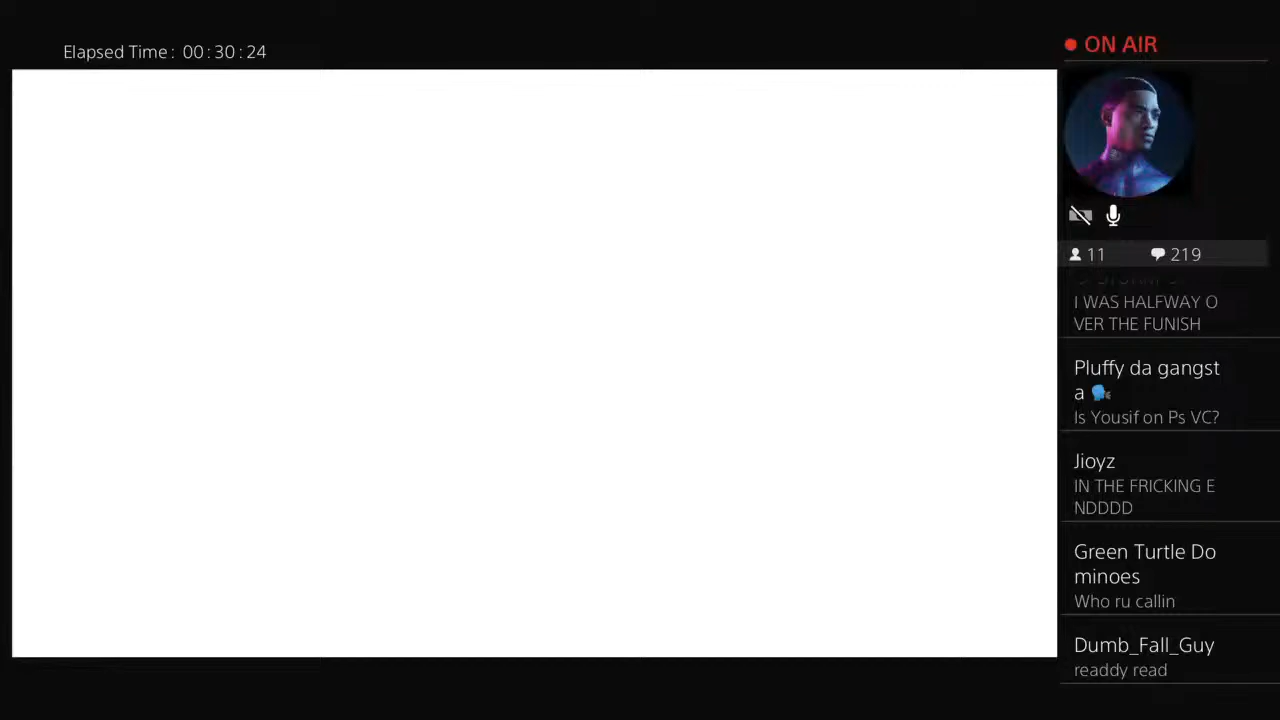 Elapsed Time: 00:30:24
ON AIR
11 219
I WAS HALFWAY O
VER THE FUNISH
Pluffy da gangst
a 🗣
Is Yousif on Ps VC?
Jioyz
IN THE FRICKING E
NDDDD
Green Turtle Do
minoes
Who ru callin
Dumb_Fall_Guy
readdy read